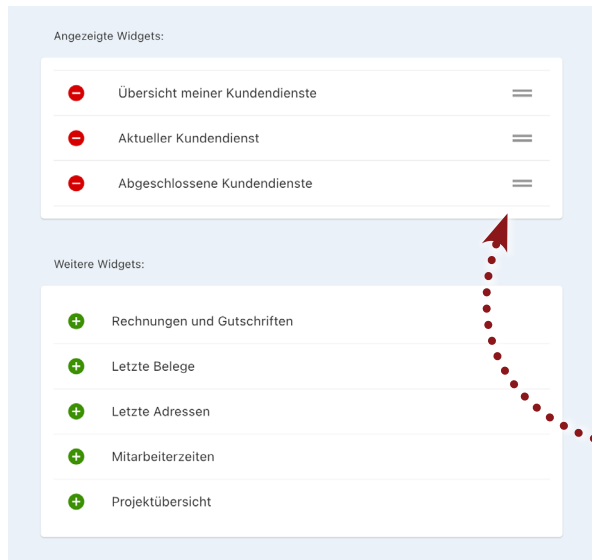 Angezeigte Widgets:
Übersicht meiner Kundendienste
Aktueller Kundendienst
Abgeschlossene Kundendienste
Weitere Widgets:
Rechnungen und Gutschriften
Letzte Belege
Letzte Adressen
Mitarbeiterzeiten
Projektübersicht